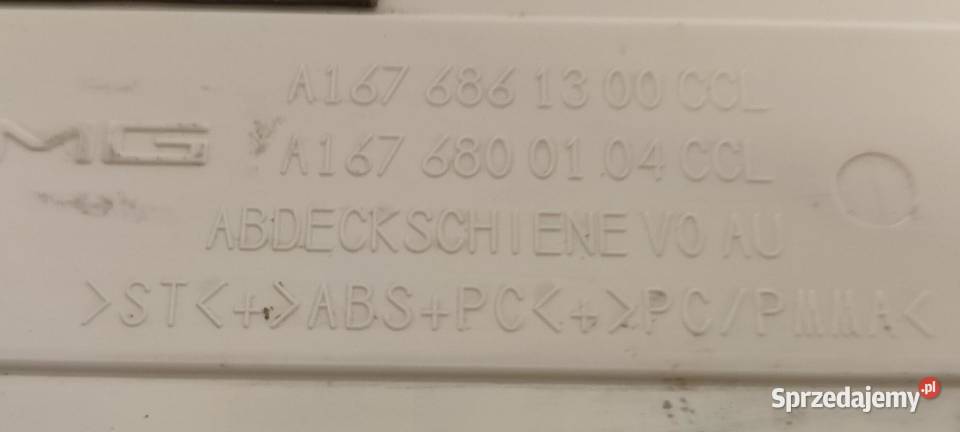 A167 686 13 00 CCL
MG
A167 680 01 04 CCL
ABDECKSCHIENE VO AU
>ST<+>ABS+PC<+>PC/PMMA<
Sprzedajemy.pl